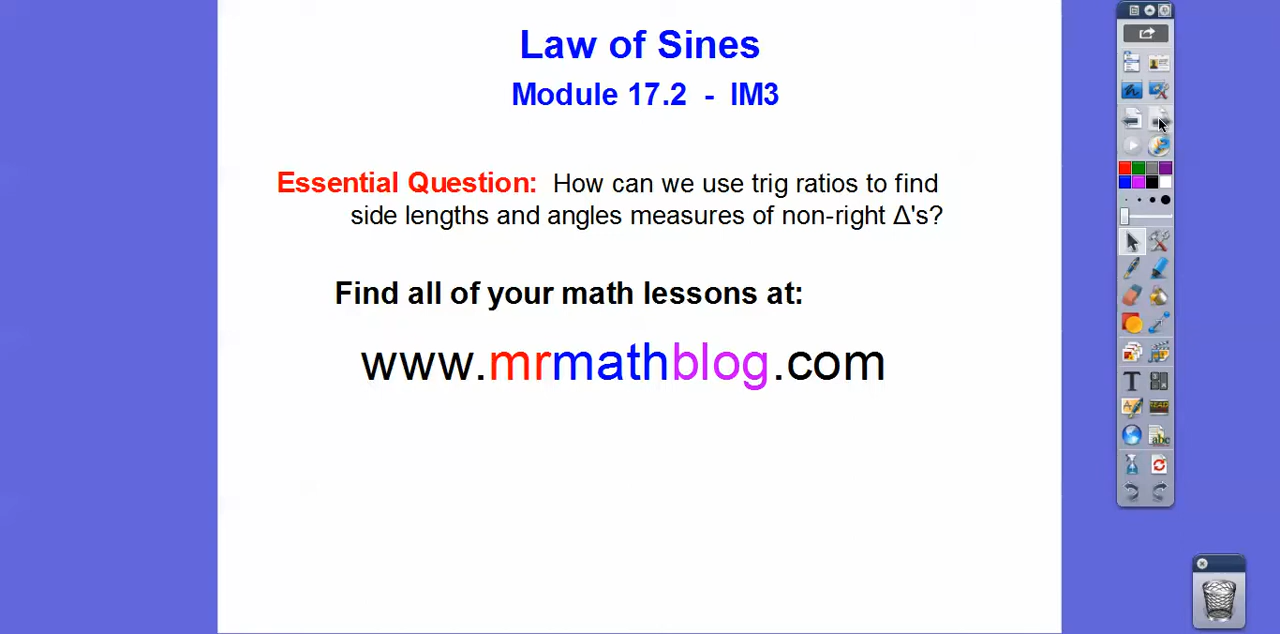 Law of Sines
Module 17.2 - IM3
Essential Question: How can we use trig ratios to find
side lengths and angles measures of non-right Δ's?
Find all of your math lessons at:
www.mrmathblog.com
T
abc